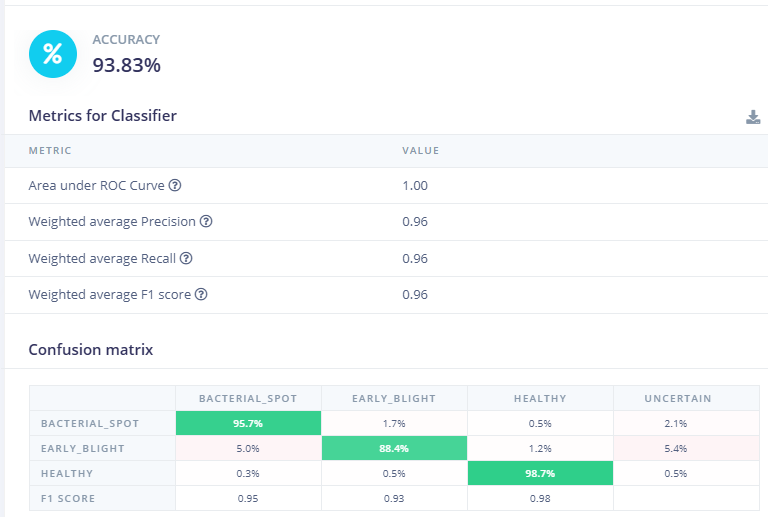 %
ACCURACY
93.83%
Metrics for Classifier
METRIC VALUE
Area under ROC Curve ? 1.00
Weighted average Precision ? 0.96
Weighted average Recall ? 0.96
Weighted average F1 score ? 0.96
Confusion matrix
BACTERIAL_SPOT EARLY_BLIGHT HEALTHY UNCERTAIN
BACTERIAL_SPOT 95.7% 1.7% 0.5% 2.1%
EARLY_BLIGHT 5.0% 88.4% 1.2% 5.4%
HEALTHY 0.3% 0.5% 98.7% 0.5%
F1 SCORE 0.95 0.93 0.98